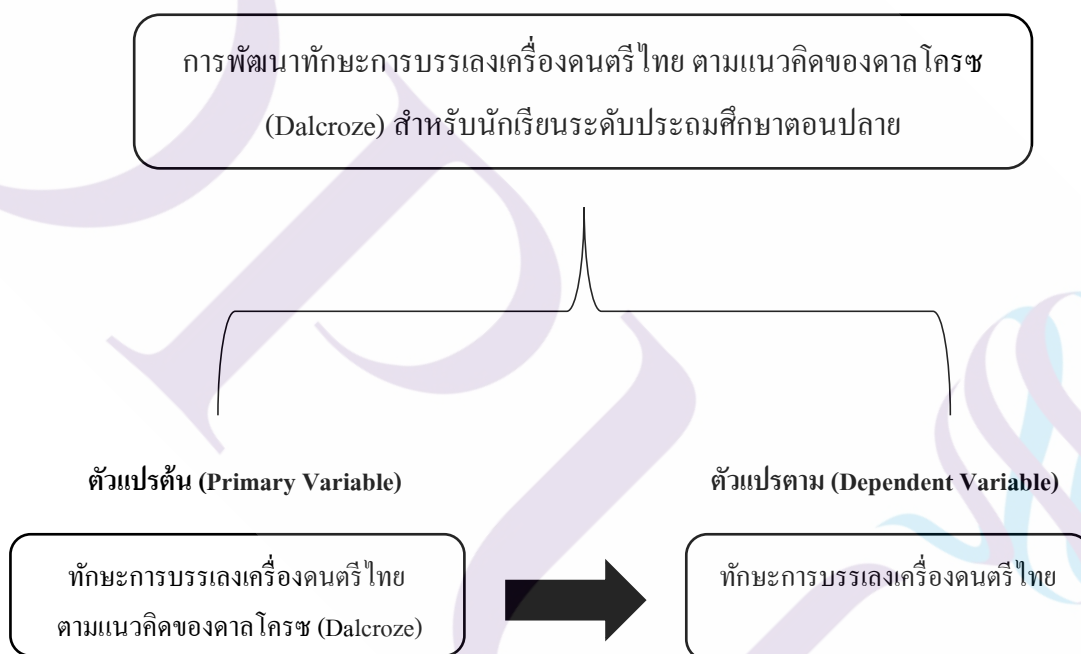 การพัฒนาทักษะการบรรเลงเครื่องดนตรีไทย ตามแนวคิดของดาลโครซ
(Dalcroze) สำหรับนักเรียนระดับประถมศึกษาตอนปลาย
ตัวแปรต้น (Primary Variable)
ตัวแปรตาม (Dependent Variable)
ทักษะการบรรเลงเครื่องดนตรีไทย
ตามแนวคิดของดาลโครซ (Dalcroze)
ทักษะการบรรเลงเครื่องดนตรีไทย